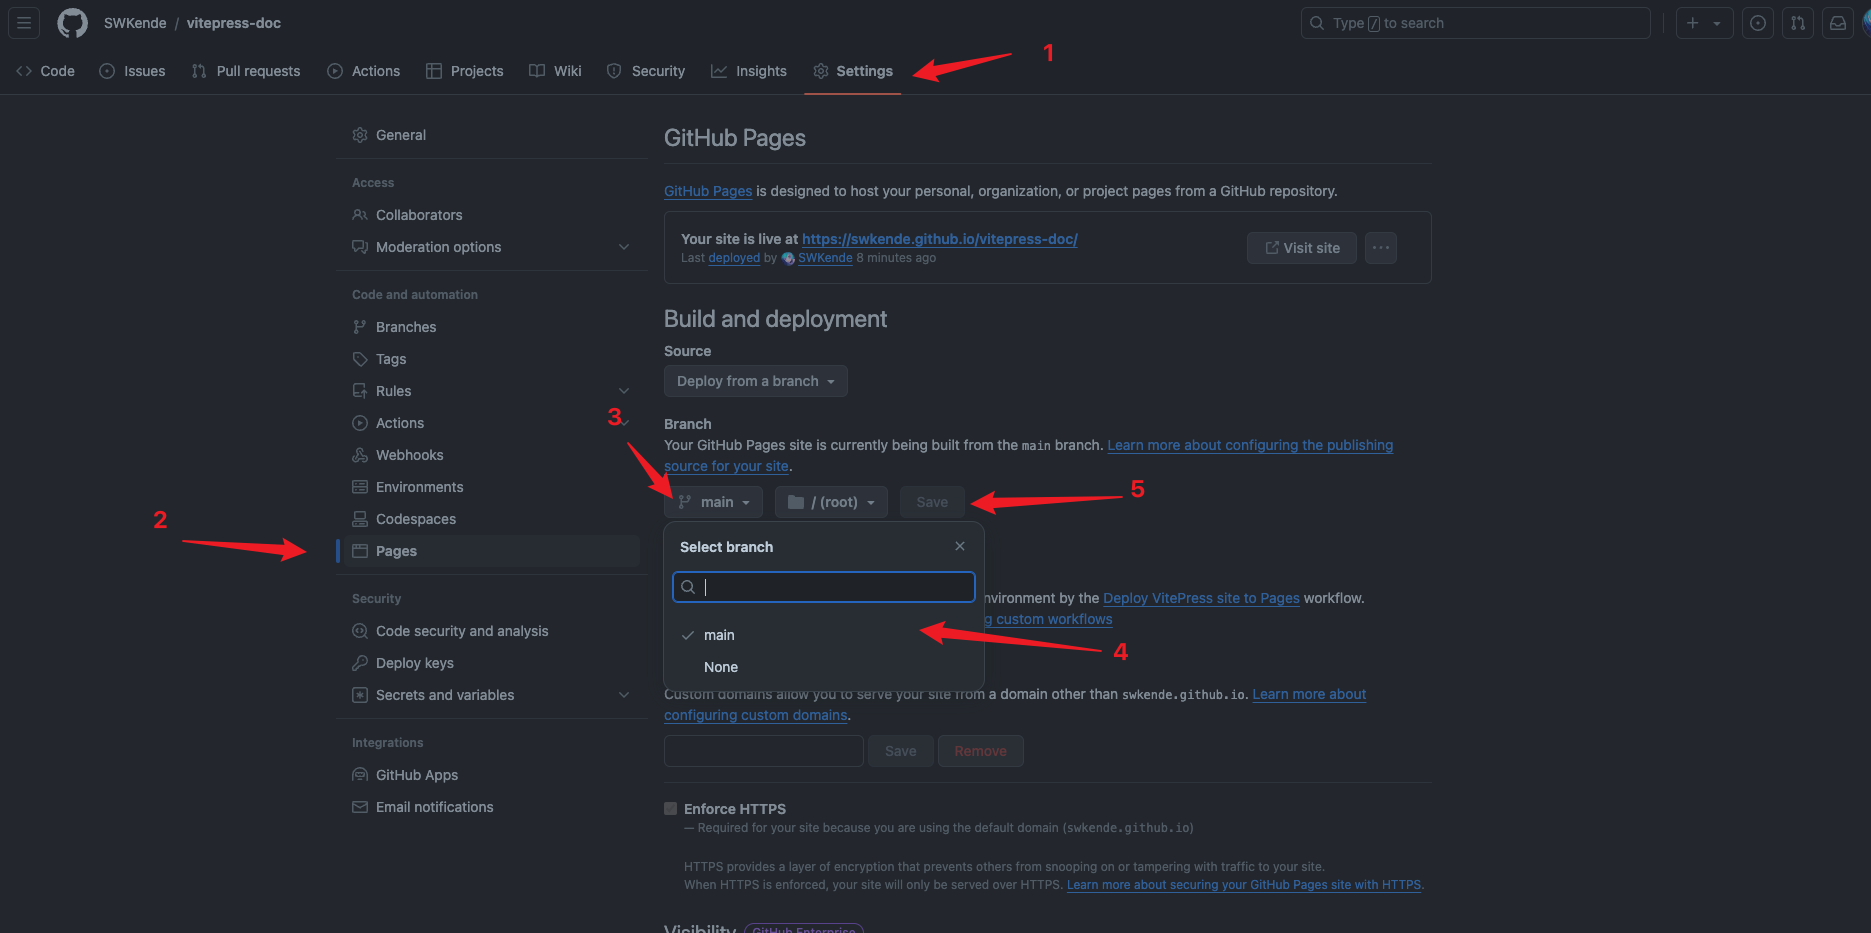 SWKende / vitepress-doc
Type / to search
Code
Issues
Pull requests
Actions
Projects
Wiki
Security
Insights
Settings
1
General
Access
Collaborators
Moderation options
Code and automation
Branches
Tags
Rules
Actions
Webhooks
Environments
Codespaces
2
Pages
Security
Code security and analysis
Deploy keys
Secrets and variables
Integrations
GitHub Apps
Email notifications
GitHub Pages
GitHub Pages is designed to host your personal, organization, or project pages from a GitHub repository.
Your site is live at https://swkende.github.io/vitepress-doc/
Last deployed by SWKende 8 minutes ago
Visit site
Build and deployment
Source
Deploy from a branch
3
Branch
Your GitHub Pages site is currently being built from the main branch. Learn more about configuring the publishing
source for your site.
main
/ (root)
Save
5
Select branch
main
None
4
nvironment by the Deploy VitePress site to Pages workflow.
g custom workflows
Custom domains allow you to serve your site from a domain other than swkende.github.io. Learn more about
configuring custom domains.
Save
Remove
Enforce HTTPS
— Required for your site because you are using the default domain (swkende.github.io)
HTTPS provides a layer of encryption that prevents others from snooping on or tampering with traffic to your site.
When HTTPS is enforced, your site will only be served over HTTPS. Learn more about securing your GitHub Pages site with HTTPS.
Visibility GitHub Enterprise